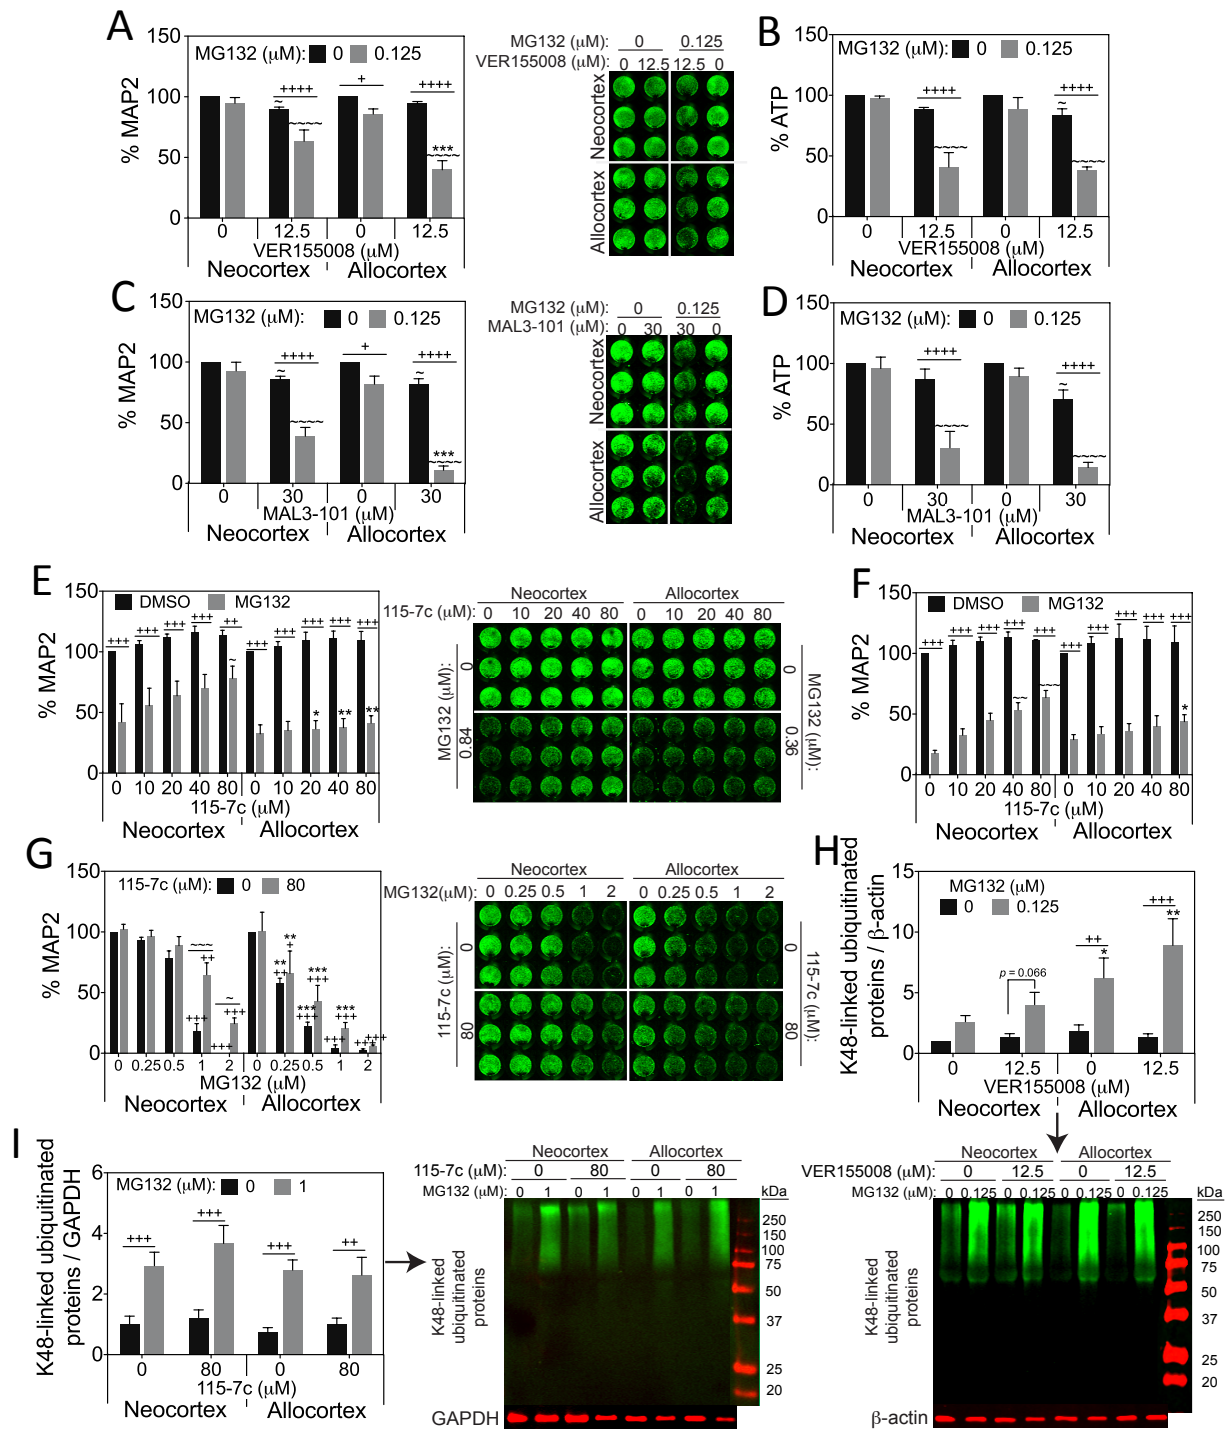 A
150
100
50
0
% MAP2
MG132 (μM): 0 0.125
~ ++++ ~~~~ + ++++ *** ~~~~
0 12.5 0 12.5
VER155008 (μM)
Neocortex Allocortex
MG132 (μM): 0 0.125
VER155008 (μM): 0 12.5 12.5 0
Neocortex
Allocortex
B
150
100
50
0
% ATP
MG132 (μM): 0 0.125
++++ ~~~~ ~ ++++ ~~~~
0 12.5 0 12.5
VER155008 (μM)
Neocortex Allocortex
C
150
100
50
0
% MAP2
MG132 (μM): 0 0.125
~ ++++ ~~~~ + ~ ++++ *** ~~~~
0 30 0 30
MAL3-101 (μM)
Neocortex Allocortex
MG132 (μM): 0 0.125
MAL3-101 (μM): 0 30 30 0
Neocortex
Allocortex
D
150
100
50
0
% ATP
MG132 (μM): 0 0.125
++++ ~~~~ ~ ++++ ~~~~
0 30 0 30
MAL3-101 (μM)
Neocortex Allocortex
E
150
100
50
0
% MAP2
DMSO MG132
+++ +++ +++ +++ ++ +++ +++ +++ +++ +++
~ * ** **
0 10 20 40 80 0 10 20 40 80
115-7c (μM)
Neocortex Allocortex
Neocortex Allocortex
115-7c (μM): 0 10 20 40 80 0 10 20 40 80
MG132 (μM):
0
0.84
0
0.36
MG132 (μM):
F
150
100
50
0
% MAP2
DMSO MG132
+++ +++ +++ +++ +++ +++ +++ +++ +++ +++
~~ ~~~ *
0 10 20 40 80 0 10 20 40 80
115-7c (μM)
Neocortex Allocortex
G
150
100
50
0
% MAP2
115-7c (μM): 0 80
~~~ ++ +++ ~ +++ +++ ** ++ ** + *** +++ *** +++ +++ *** +++ +++ +++
0 0.25 0.5 1 2 0 0.25 0.5 1 2
MG132 (μM)
Neocortex Allocortex
Neocortex Allocortex
MG132(μM): 0 0.25 0.5 1 2 0 0.25 0.5 1 2
115-7c (μM):
0
80
0
80
115-7c (μM):
H
15
10
5
0
K48-linked ubiquitinated
proteins / β-actin
MG132 (μM)
0 0.125
p = 0.066 ++ * +++ **
0 12.5 0 12.5
VER155008 (μM)
Neocortex Allocortex
I
6
4
2
0
K48-linked ubiquitinated
proteins / GAPDH
MG132 (μM): 0 1
+++ +++ +++ ++
0 80 0 80
115-7c (μM)
Neocortex Allocortex
Neocortex Allocortex
115-7c (μM): 0 80 0 80
MG132 (μM): 0 1 0 1 0 1 0 1
kDa
250
150
100
75
50
37
25
20
K48-linked
ubiquitinated
proteins
GAPDH
Neocortex Allocortex
VER155008 (μM): 0 12.5 0 12.5
MG132 (μM): 0 0.125 0 0.125 0 0.125 0 0.125
kDa
250
150
100
75
50
37
25
20
K48-linked
ubiquitinated
proteins
β-actin